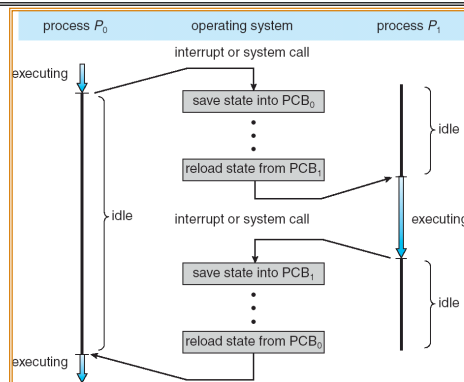 process P₀ operating system process P₁
interrupt or system call
executing
save state into PCB₀
idle
reload state from PCB₁
idle
interrupt or system call
executing
save state into PCB₁
idle
reload state from PCB₀
executing